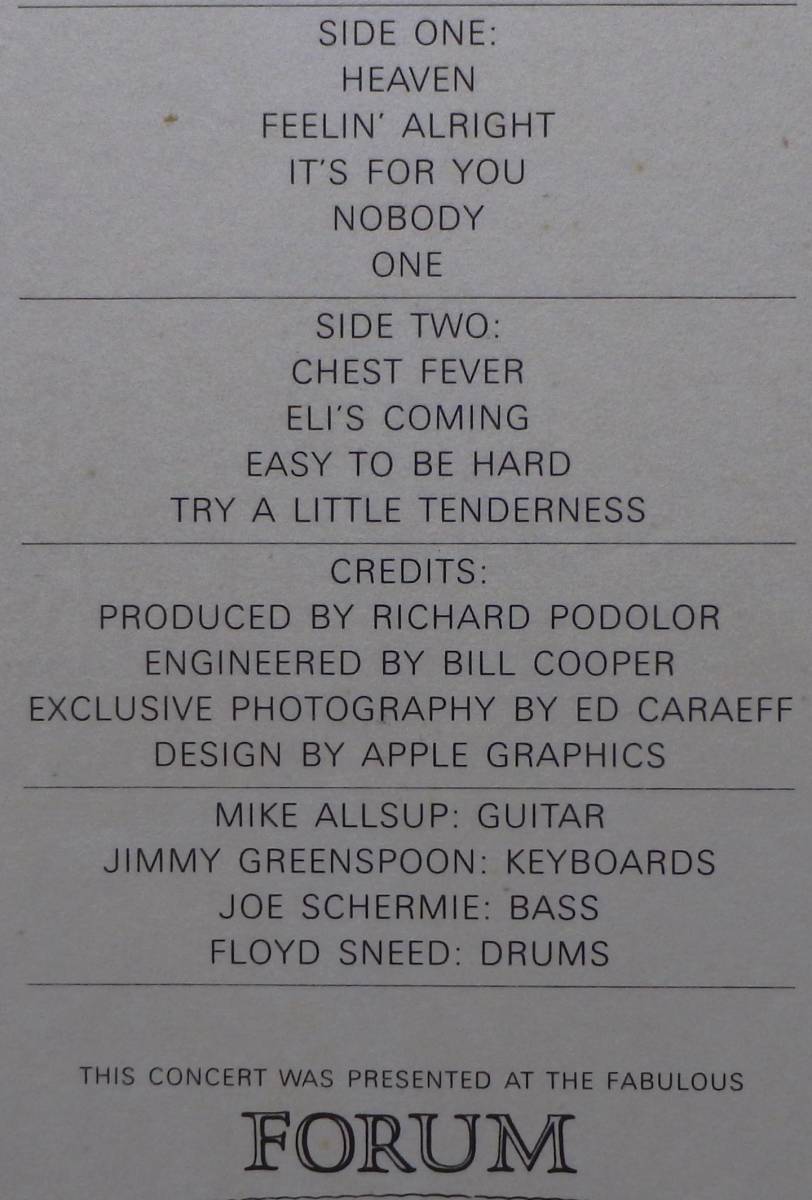 SIDE ONE:
HEAVEN
FEELIN' ALRIGHT
IT'S FOR YOU
NOBODY
ONE
SIDE TWO:
CHEST FEVER
ELI'S COMING
EASY TO BE HARD
TRY A LITTLE TENDERNESS
CREDITS:
PRODUCED BY RICHARD PODOLOR
ENGINEERED BY BILL COOPER
EXCLUSIVE PHOTOGRAPHY BY ED CARAEFF
DESIGN BY APPLE GRAPHICS
MIKE ALLSUP: GUITAR
JIMMY GREENSPOON: KEYBOARDS
JOE SCHERMIE: BASS
FLOYD SNEED: DRUMS
THIS CONCERT WAS PRESENTED AT THE FABULOUS
FORUM